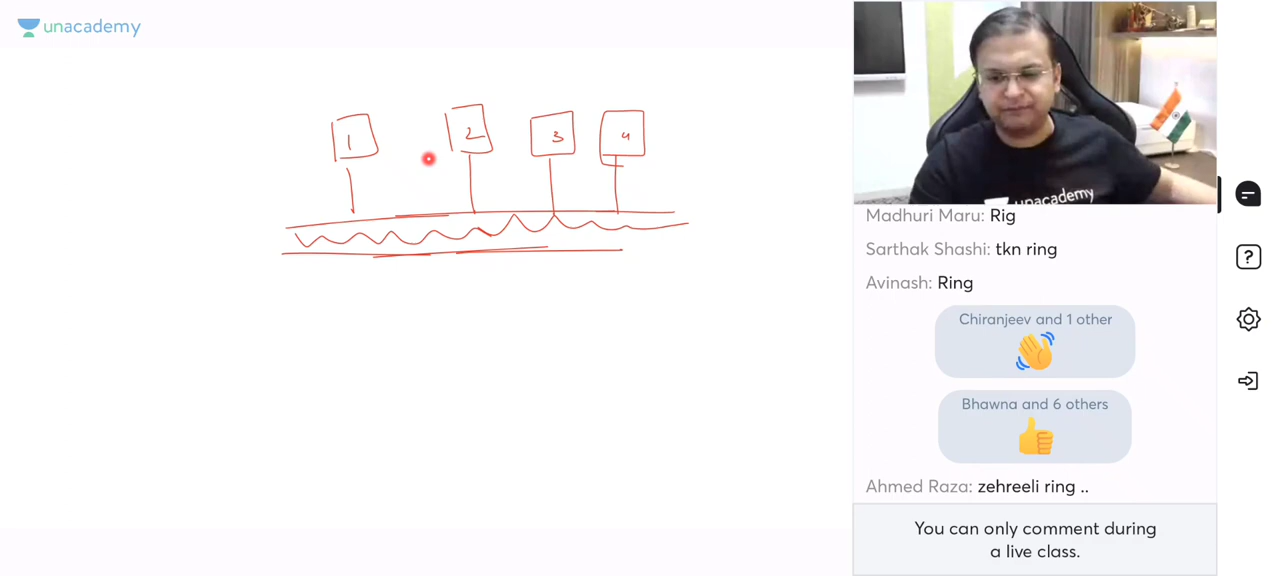 unacademy
1
2
3
4
unacademy
Madhuri Maru: Rig
Sarthak Shashi: tkn ring
Avinash: Ring
Chiranjeev and 1 other
Bhawna and 6 others
Ahmed Raza: zehreeli ring ..
You can only comment during
a live class.
?